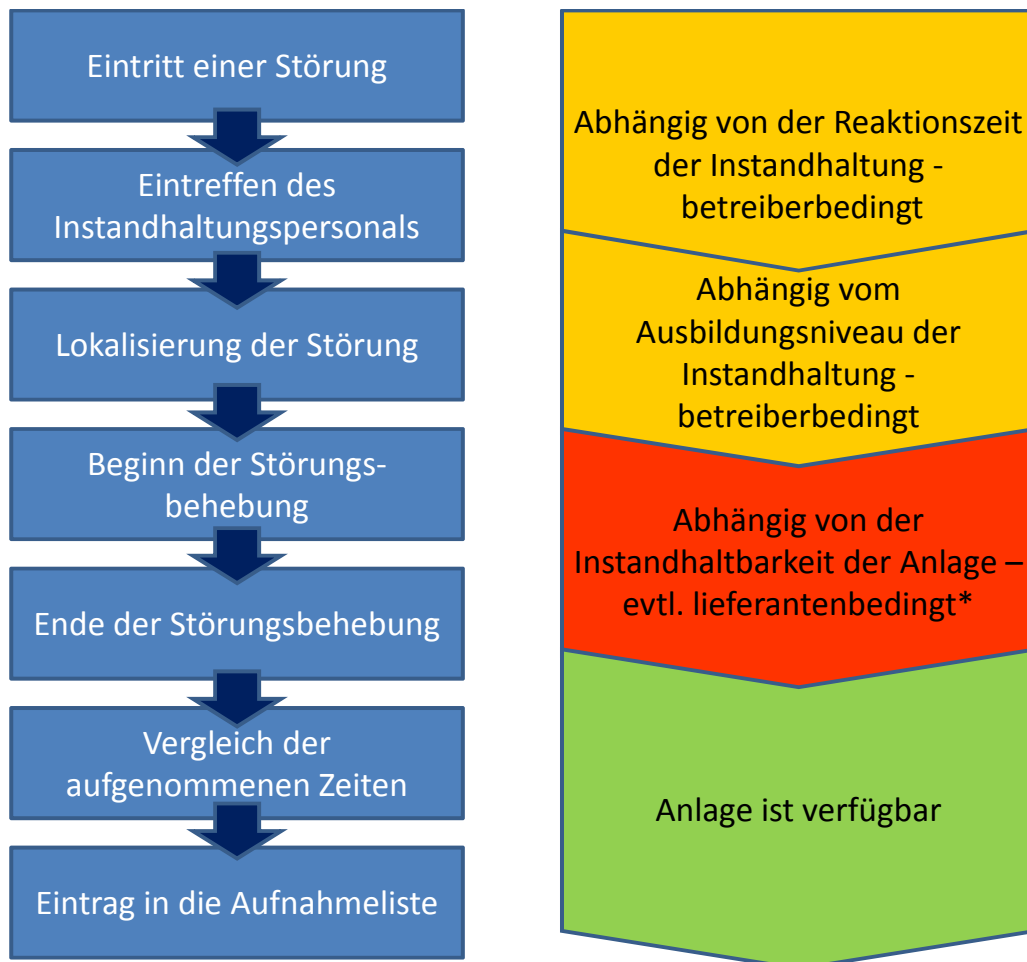 Eintritt einer Störung
Eintreffen des
Instandhaltungspersonals
Lokalisierung der Störung
Beginn der Störungs-
behebung
Ende der Störungsbehebung
Vergleich der
aufgenommenen Zeiten
Eintrag in die Aufnahmeliste
Abhängig von der Reaktionszeit
der Instandhaltung -
betreiberbedingt
Abhängig vom
Ausbildungsniveau der
Instandhaltung -
betreiberbedingt
Abhängig von der
Instandhaltbarkeit der Anlage –
evtl. lieferantenbedingt*
Anlage ist verfügbar